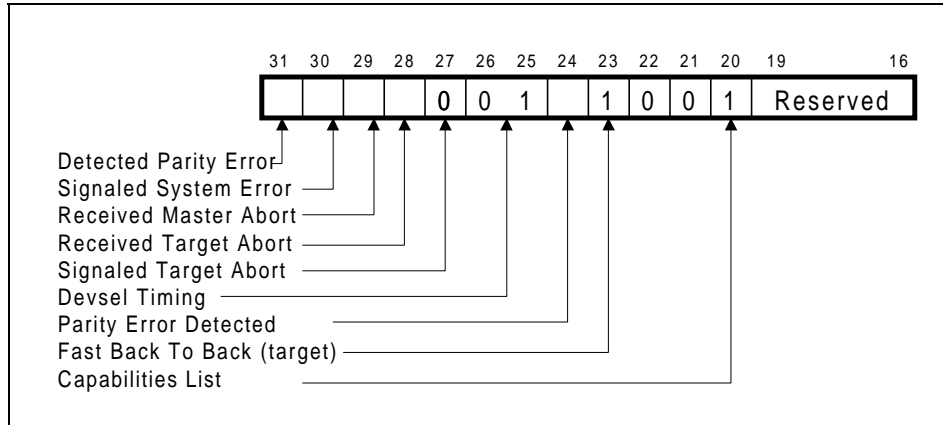 31 30 29 28 27 26 25 24 23 22 21 20 19 16
0 0 1 1 0 0 1 Reserved
Detected Parity Error
Signaled System Error
Received Master Abort
Received Target Abort
Signaled Target Abort
Devsel Timing
Parity Error Detected
Fast Back To Back (target)
Capabilities List